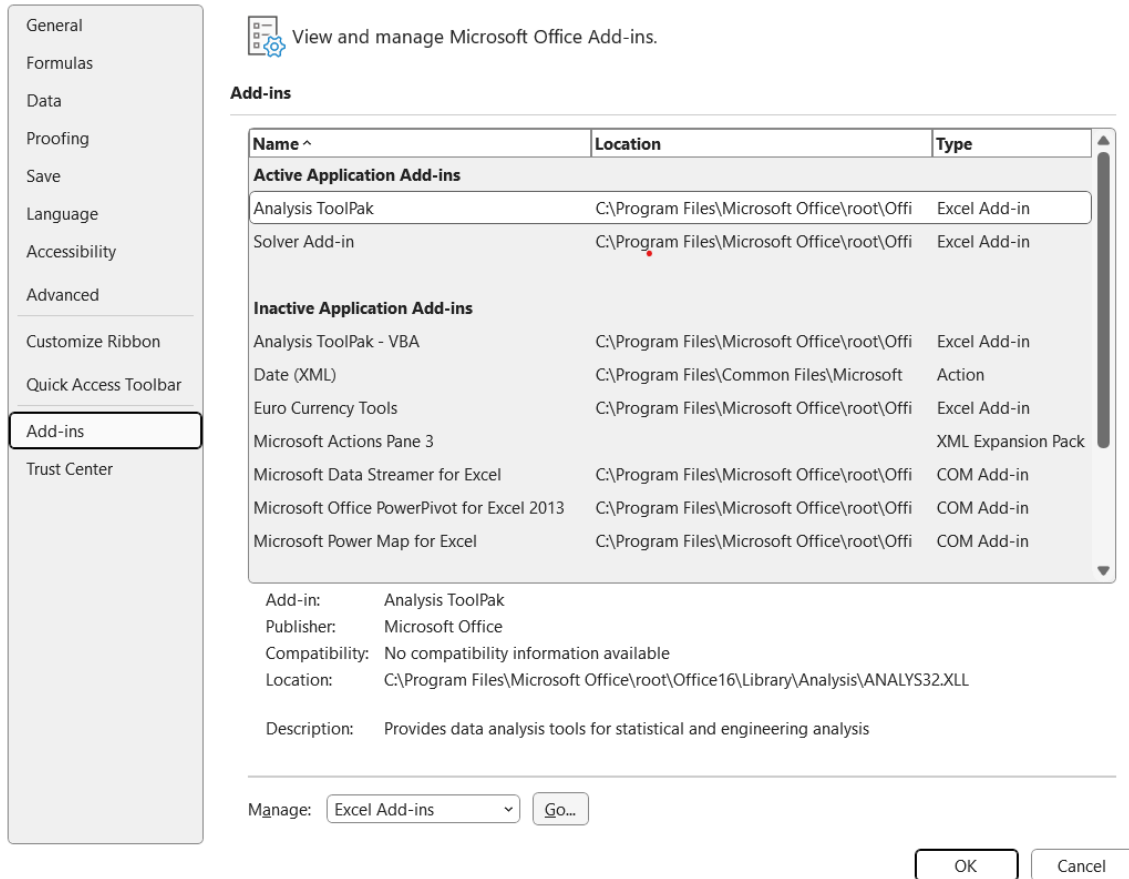 General
Formulas
Data
Proofing
Save
Language
Accessibility
Advanced
Customize Ribbon
Quick Access Toolbar
Add-ins
Trust Center
View and manage Microsoft Office Add-ins.
Add-ins
Name Location Type
Active Application Add-ins
Analysis ToolPak C:\Program Files\Microsoft Office\root\Offi Excel Add-in
Solver Add-in C:\Program Files\Microsoft Office\root\Offi Excel Add-in
Inactive Application Add-ins
Analysis ToolPak - VBA C:\Program Files\Microsoft Office\root\Offi Excel Add-in
Date (XML) C:\Program Files\Common Files\Microsoft Action
Euro Currency Tools C:\Program Files\Microsoft Office\root\Offi Excel Add-in
Microsoft Actions Pane 3 XML Expansion Pack
Microsoft Data Streamer for Excel C:\Program Files\Microsoft Office\root\Offi COM Add-in
Microsoft Office PowerPivot for Excel 2013 C:\Program Files\Microsoft Office\root\Offi COM Add-in
Microsoft Power Map for Excel C:\Program Files\Microsoft Office\root\Offi COM Add-in
Add-in: Analysis ToolPak
Publisher: Microsoft Office
Compatibility: No compatibility information available
Location: C:\Program Files\Microsoft Office\root\Office16\Library\Analysis\ANALYS32.XLL
Description: Provides data analysis tools for statistical and engineering analysis
Manage: Excel Add-ins Go...
OK Cancel